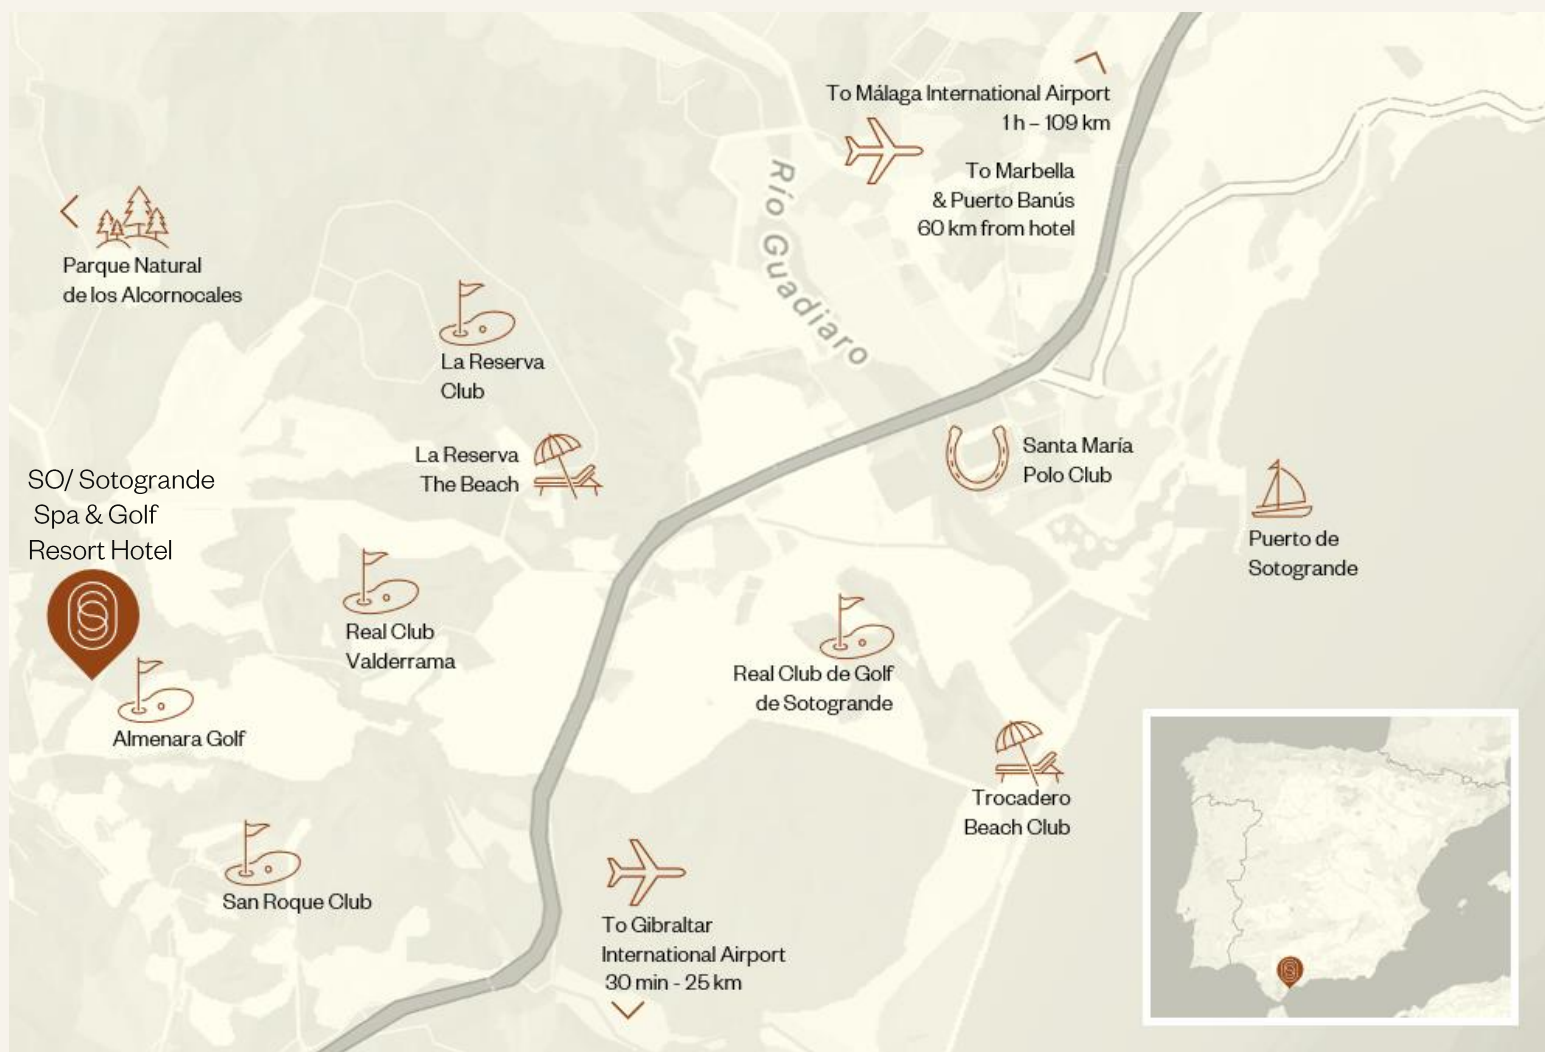 To Málaga International Airport
1 h – 109 km
To Marbella
& Puerto Banús
60 km from hotel
Río Guadiaro
Parque Natural
de los Alcornocales
La Reserva
Club
La Reserva
The Beach
Santa María
Polo Club
SO/ Sotogrande
Spa & Golf
Resort Hotel
Puerto de
Sotogrande
Real Club
Valderrama
Real Club de Golf
de Sotogrande
Almenara Golf
Trocadero
Beach Club
San Roque Club
To Gibraltar
International Airport
30 min - 25 km